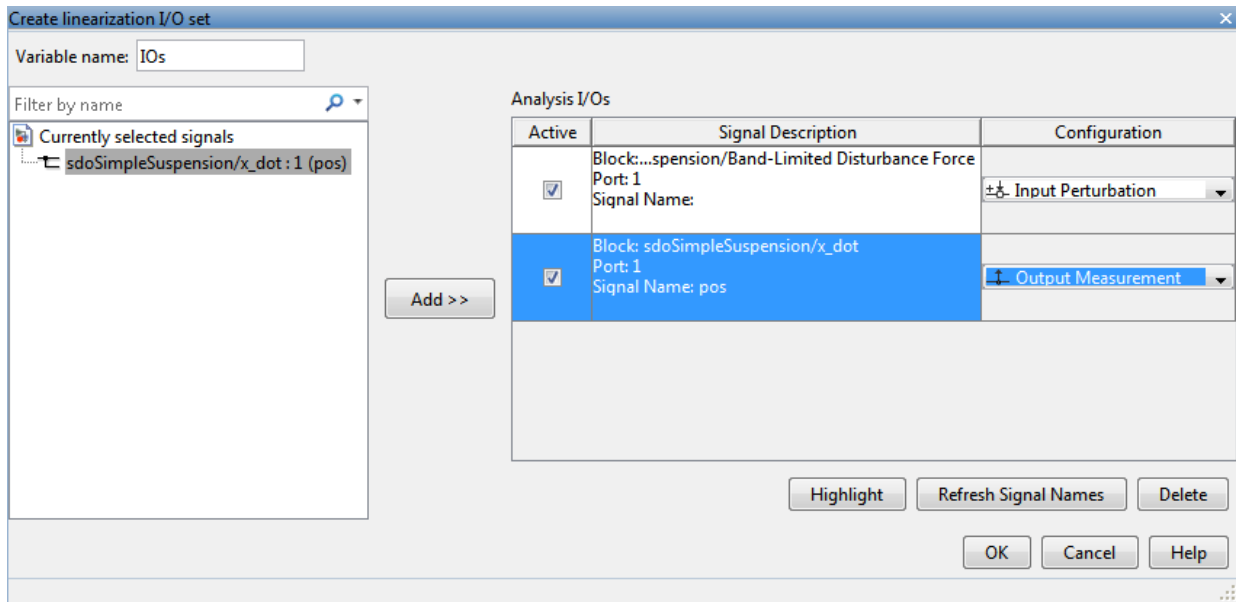 Create linearization I/O set
Variable name: IOs
Filter by name
Currently selected signals
sdoSimpleSuspension/x_dot : 1 (pos)
Add >>
Analysis I/Os
Active Signal Description Configuration
Block:...spension/Band-Limited Disturbance Force
Port: 1
Signal Name:
Input Perturbation
Block: sdoSimpleSuspension/x_dot
Port: 1
Signal Name: pos
Output Measurement
Highlight Refresh Signal Names Delete
OK Cancel Help